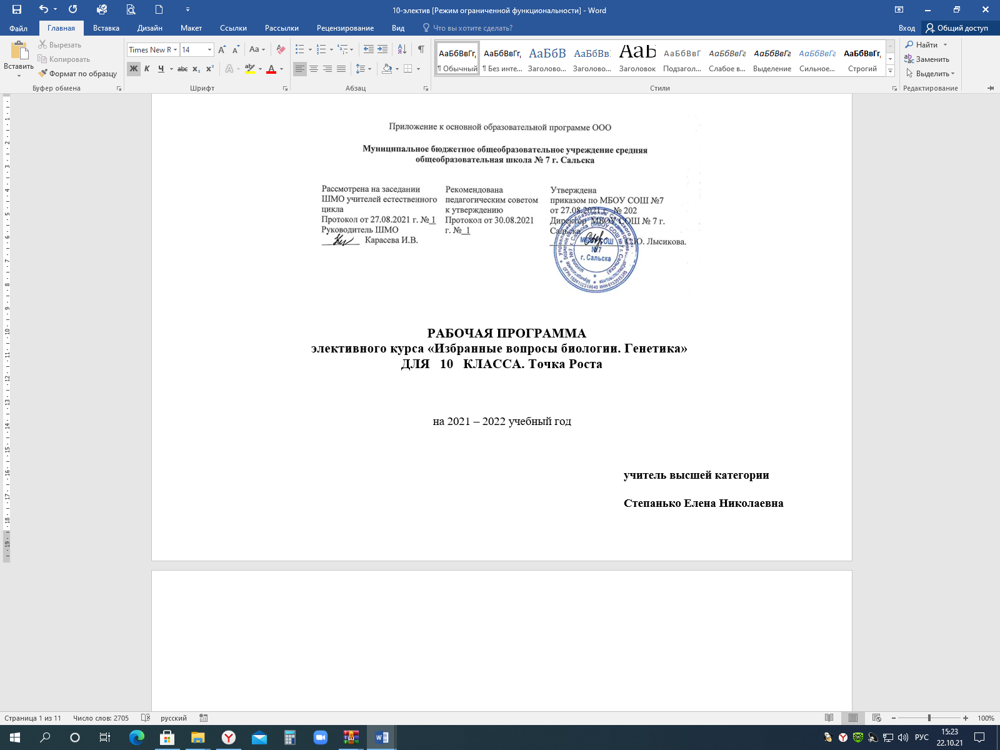 10-электив [Режим ограниченной функциональности] - Word
Файл Главная Вставка Дизайн Макет Ссылки Рассылки Рецензирование Вид Что вы хотите сделать? Вход Общий доступ
Вставить
Вырезать
Копировать
Формат по образцу
Буфер обмена
Times New R 14
Шрифт
Абзац
АаБбВвГг, АаБбВвГг, АаБбВ АаБбВв АаБ АаБбВвГ АаБбВвГг АаБбВвГг АаБбВвГг АаБбВвГг,
¶ Обычный ¶ Без инте... Заголово... Заголово... Заголовок Подзагол... Слабое в... Выделение Сильное... Строгий
Стили
Найти
Заменить
Выделить
Редактирование
Приложение к основной образовательной программе ООО
Муниципальное бюджетное общеобразовательное учреждение средняя
общеобразовательная школа № 7 г. Сальска
Рассмотрена на заседании
ШМО учителей естественного
цикла
Протокол от 27.08.2021 г. № 1
Руководитель ШМО
Карасева И.В.
Рекомендована
педагогическим советом
к утверждению
Протокол от 30.08.2021
г. № 1
Утверждена
приказом по МБОУ СОШ №7
от 27.08.2021 г. № 202
Директор МБОУ СОШ № 7 г.
Сальска
С.Ю. Лысикова.
МБОУ СОШ
№7
г. Сальска
РАБОЧАЯ ПРОГРАММА
элективного курса «Избранные вопросы биологии. Генетика»
ДЛЯ 10 КЛАССА. Точка Роста
на 2021 – 2022 учебный год
учитель высшей категории
Степанько Елена Николаевна
Страница 1 из 11 Число слов: 2705 русский 100%
РУС
15:23
22.10.21